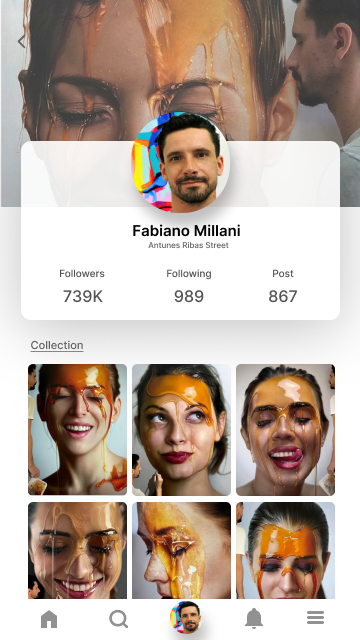 Fabiano Millani
Antunes Ribas Street
Followers Following Post
739K 989 867
Collection